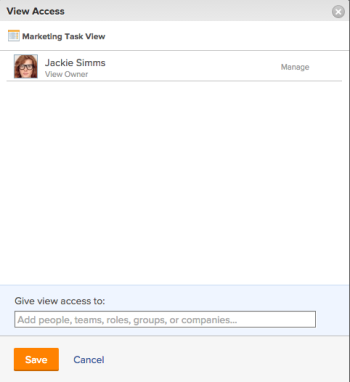 View Access
Marketing Task View
Jackie Simms
View Owner
Manage
Give view access to:
Add people, teams, roles, groups, or companies...
Save
Cancel